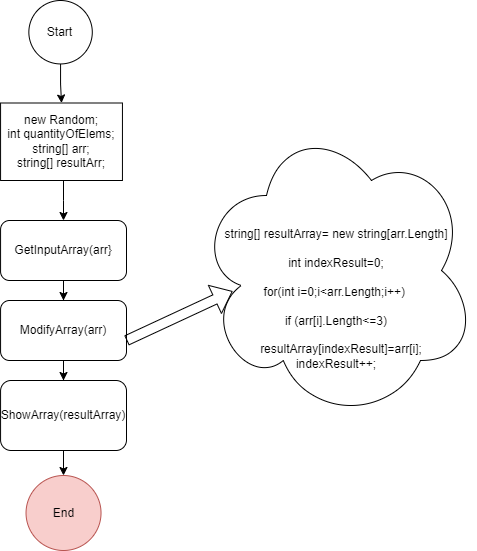 Start
new Random;
int quantityOfElems;
string[] arr;
string[] resultArr;
GetInputArray(arr}
ModifyArray(arr)
ShowArray(resultArray)
End
string[] resultArray= new string[arr.Length]
int indexResult=0;
for(int i=0;i<arr.Length;i++)
if (arr[i].Length<=3)
resultArray[indexResult]=arr[i];
indexResult++;